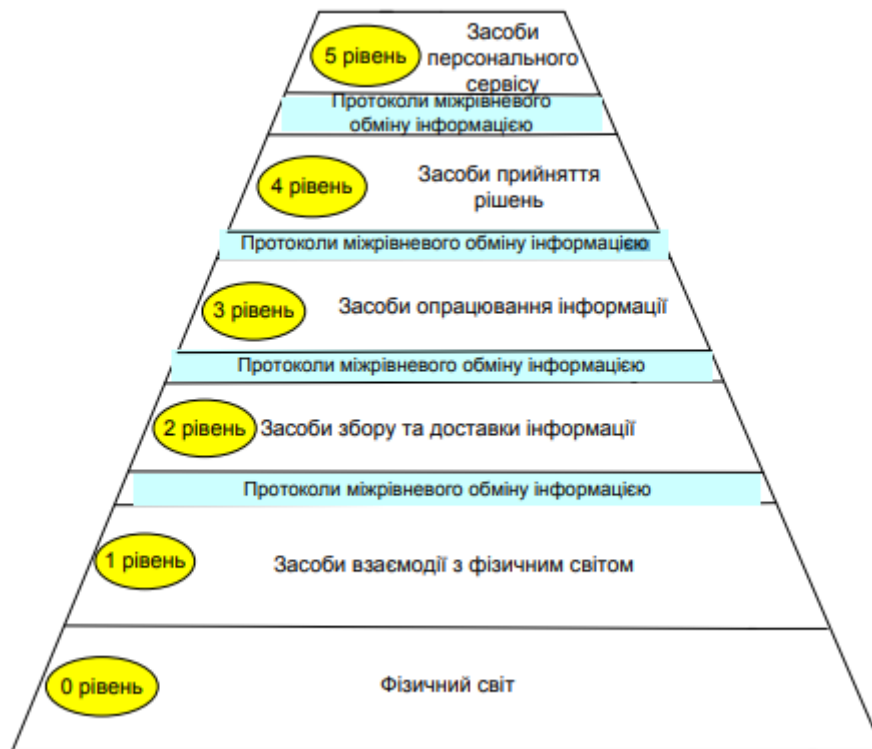 5 рівень
Засоби
персонального
сервісу
Протоколи міжрівневого
обміну інформацією
4 рівень
Засоби прийняття
рішень
Протоколи міжрівневого обміну інформацією
3 рівень
Засоби опрацювання інформації
Протоколи міжрівневого обміну інформацією
2 рівень
Засоби збору та доставки інформації
Протоколи міжрівневого обміну інформацією
1 рівень
Засоби взаємодії з фізичним світом
0 рівень
Фізичний світ